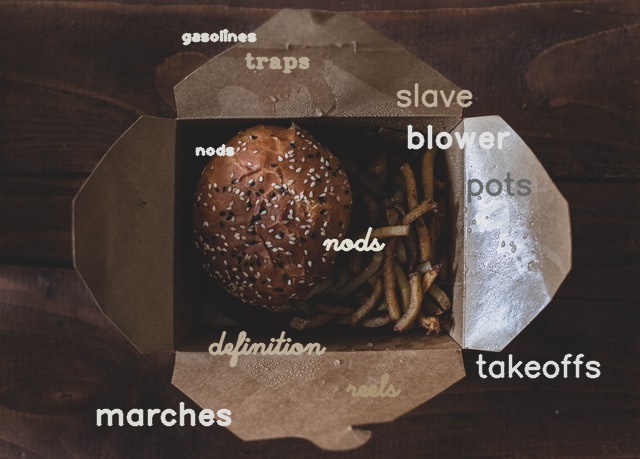 gasolines
traps
slave
blower
nods
pots
nods
definition
takeoffs
reels
marches